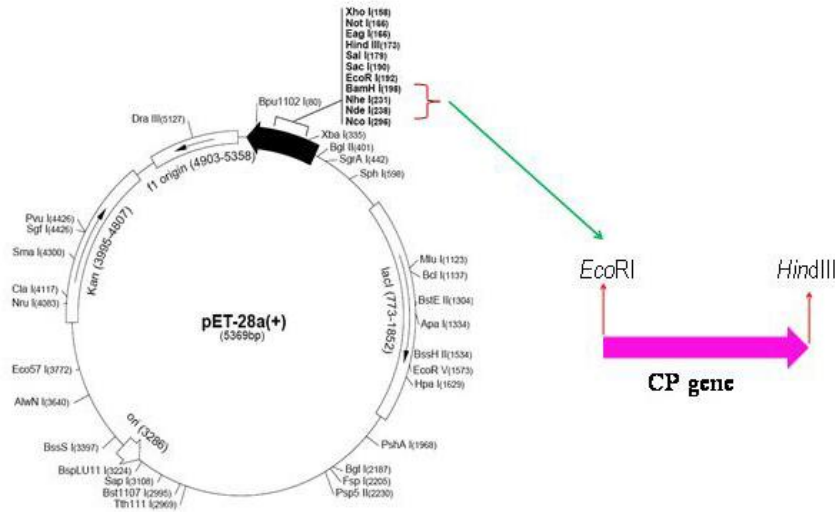 Xho I(158)
Not I(166)
Eag I(166)
Hind III(173)
Sal I(179)
Sac I(190)
EcoR I(192)
BamH I(198)
Nhe I(231)
Nde I(238)
Nco I(296)
Bpu1102 I(80)
Dra III(5127)
Xba I(335)
Bgl II(401)
SgrA I(442)
Sph I(598)
f1 origin (4903-5358)
Pvu I(4426)
Sgf I(4426)
Sma I(4300)
Kan (3995-4807)
Cla I(4117)
Nru I(4083)
Mlu I(1123)
Bcl I(1137)
BstE II(1304)
Apa I(1334)
lacI (773-1852)
BssH II(1534)
EcoR V(1573)
Hpa I(1629)
pET-28a(+)
(5369bp)
Eco57 I(3772)
AlwN I(3640)
ori (3286)
BssS I(3397)
BspLU11 I(3224)
Sap I(3108)
Bst1107 I(2995)
Tth111 I(2969)
PshA I(1968)
Bgl I(2187)
Fsp I(2205)
Psp5 II(2230)
EcoRI HindIII
CP gene